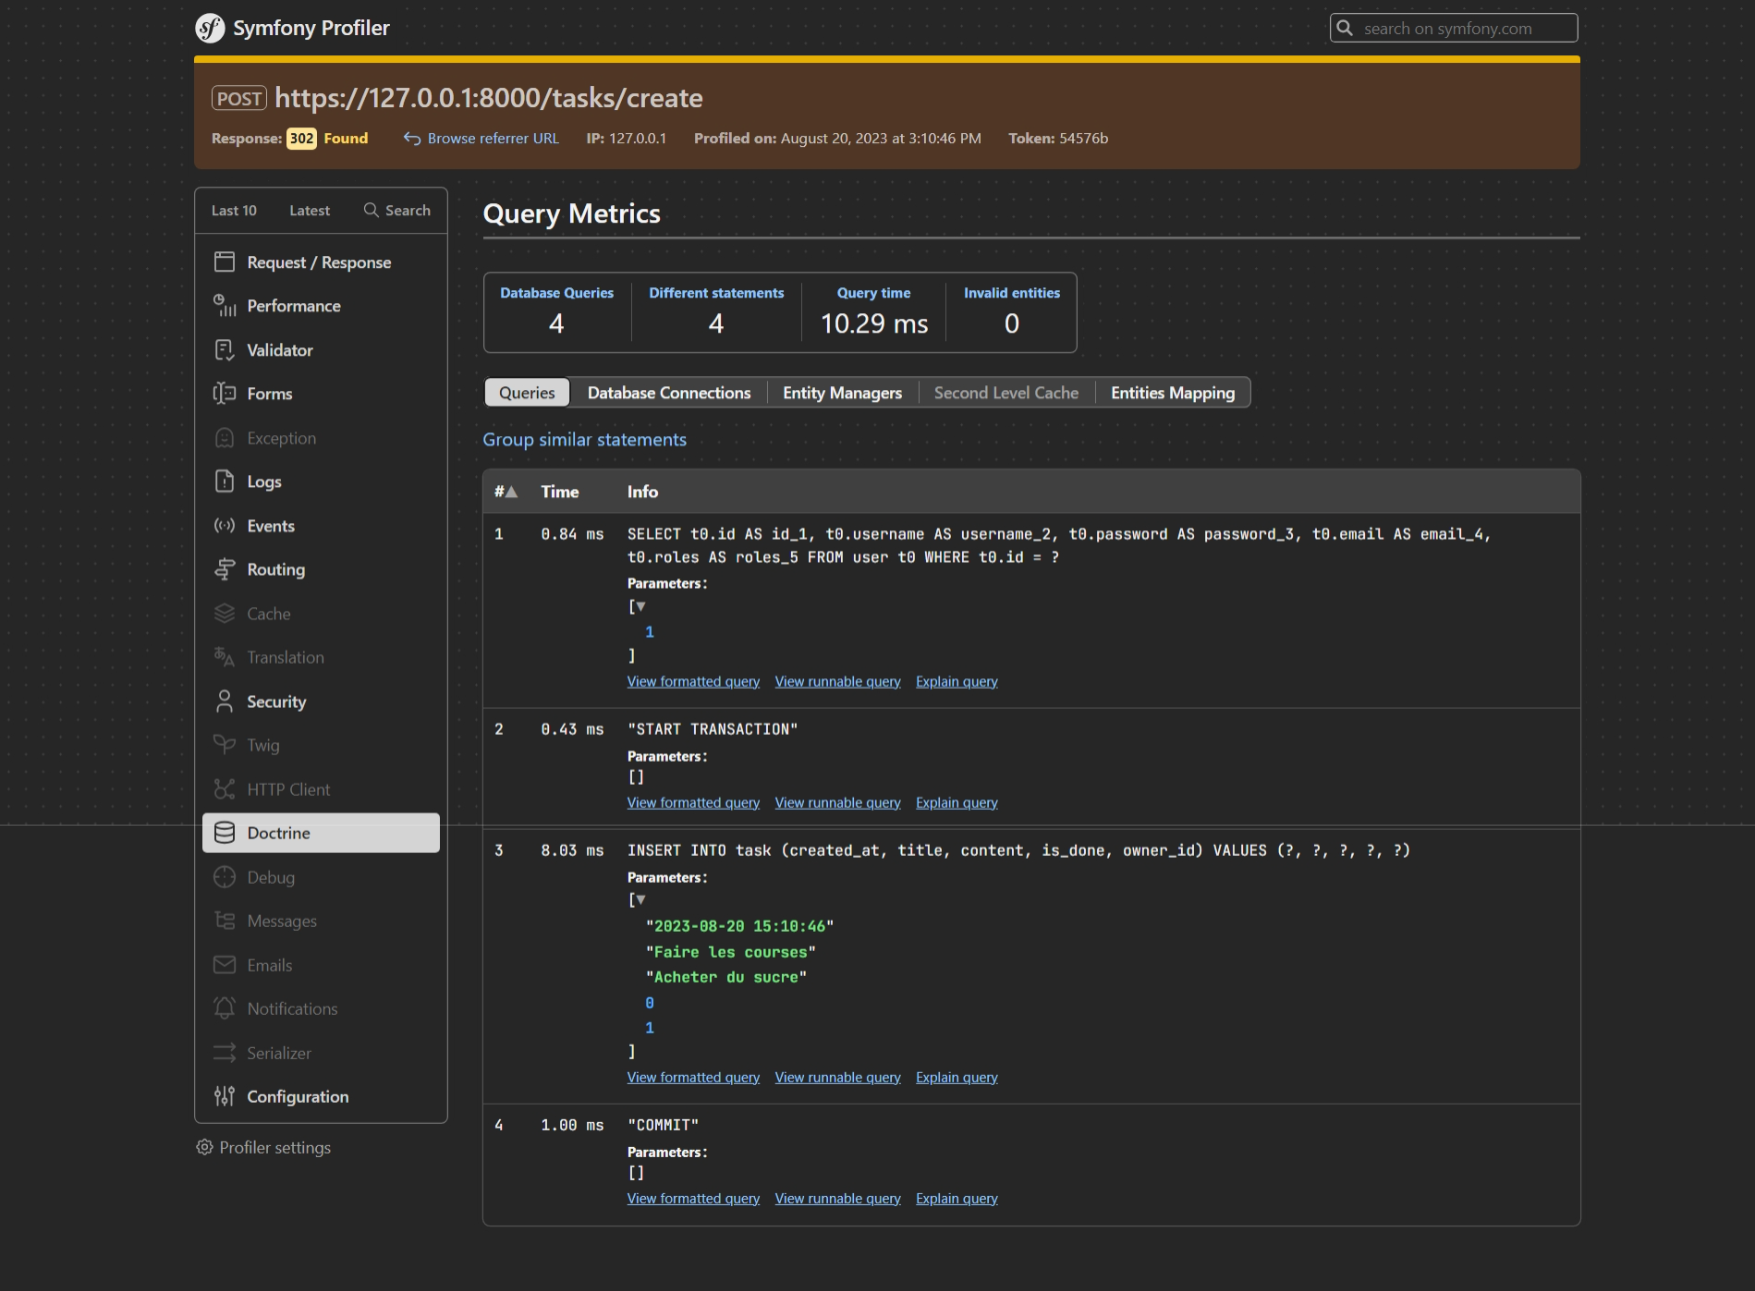 Symfony Profiler
search on symfony.com
POST https://127.0.0.1:8000/tasks/create
Response: 302 Found Browse referrer URL IP: 127.0.0.1 Profiled on: August 20, 2023 at 3:10:46 PM Token: 54576b
Last 10 Latest Search
Request / Response
Performance
Validator
Forms
Exception
Logs
Events
Routing
Cache
Translation
Security
Twig
HTTP Client
Doctrine
Debug
Messages
Emails
Notifications
Serializer
Configuration
Profiler settings
Query Metrics
Database Queries Different statements Query time Invalid entities
4 4 10.29 ms 0
Queries Database Connections Entity Managers Second Level Cache Entities Mapping
Group similar statements
#▲ Time Info
1 0.84 ms SELECT t0.id AS id_1, t0.username AS username_2, t0.password AS password_3, t0.email AS email_4,
t0.roles AS roles_5 FROM user t0 WHERE t0.id = ?
Parameters:
[▼
1
]
View formatted query View runnable query Explain query
2 0.43 ms "START TRANSACTION"
Parameters:
[]
View formatted query View runnable query Explain query
3 8.03 ms INSERT INTO task (created_at, title, content, is_done, owner_id) VALUES (?, ?, ?, ?, ?)
Parameters:
[▼
"2023-08-20 15:10:46"
"Faire les courses"
"Acheter du sucre"
0
1
]
View formatted query View runnable query Explain query
4 1.00 ms "COMMIT"
Parameters:
[]
View formatted query View runnable query Explain query